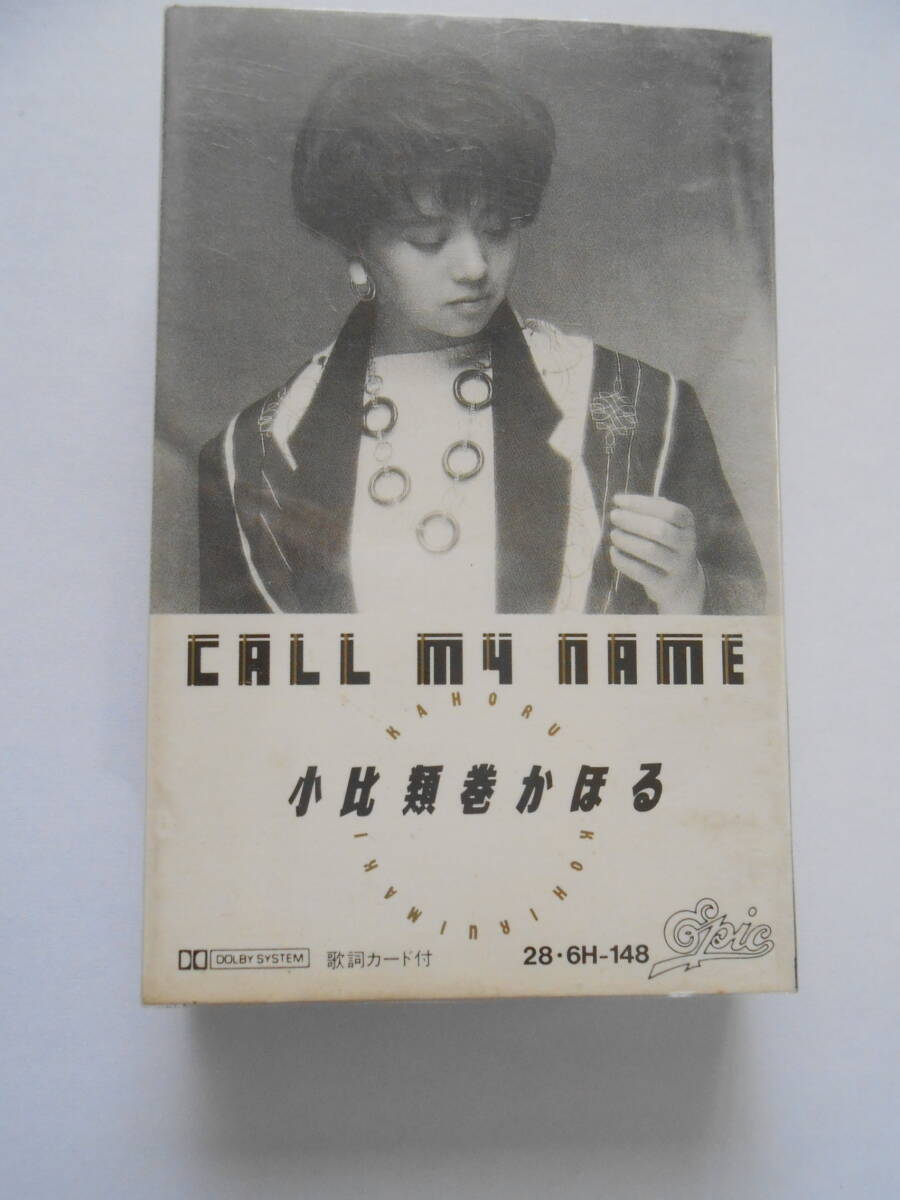 CALL MY NAME
KAHORU
小比類巻かほる
KOHIRUIMAKI
DOLBY SYSTEM 歌詞カード付
28・6H-148
Epic